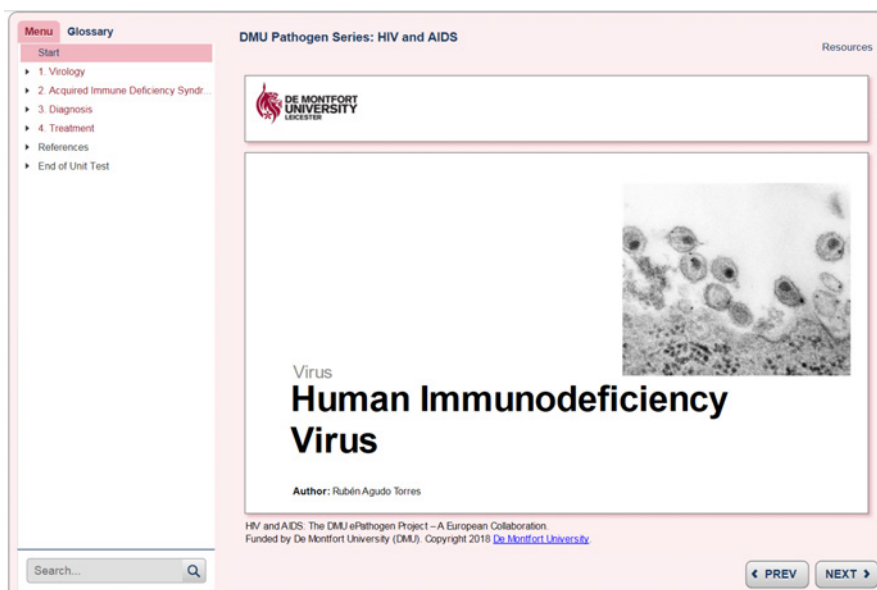 Menu Glossary
Start
1. Virology
2. Acquired Immune Deficiency Syndr...
3. Diagnosis
4. Treatment
References
End of Unit Test
Search...
DMU Pathogen Series: HIV and AIDS
Resources
DE MONTFORT
UNIVERSITY
LEICESTER
Virus
Human Immunodeficiency
Virus
Author: Rubén Agudo Torres
HIV and AIDS: The DMU ePathogen Project – A European Collaboration.
Funded by De Montfort University (DMU). Copyright 2018 De Montfort University.
PREV NEXT